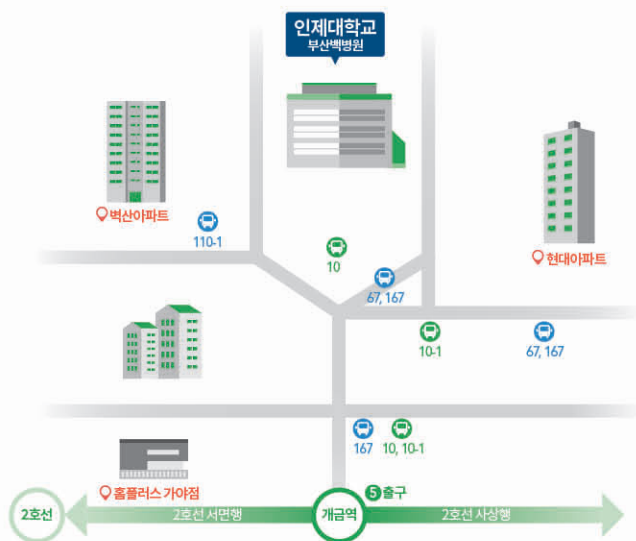 인제대학교
부산백병원
벽산아파트
110-1
10
67, 167
현대아파트
10-1
67, 167
167
10, 10-1
홈플러스 가야점
5 출구
2호선
2호선 서면행
개금역
2호선 사상행